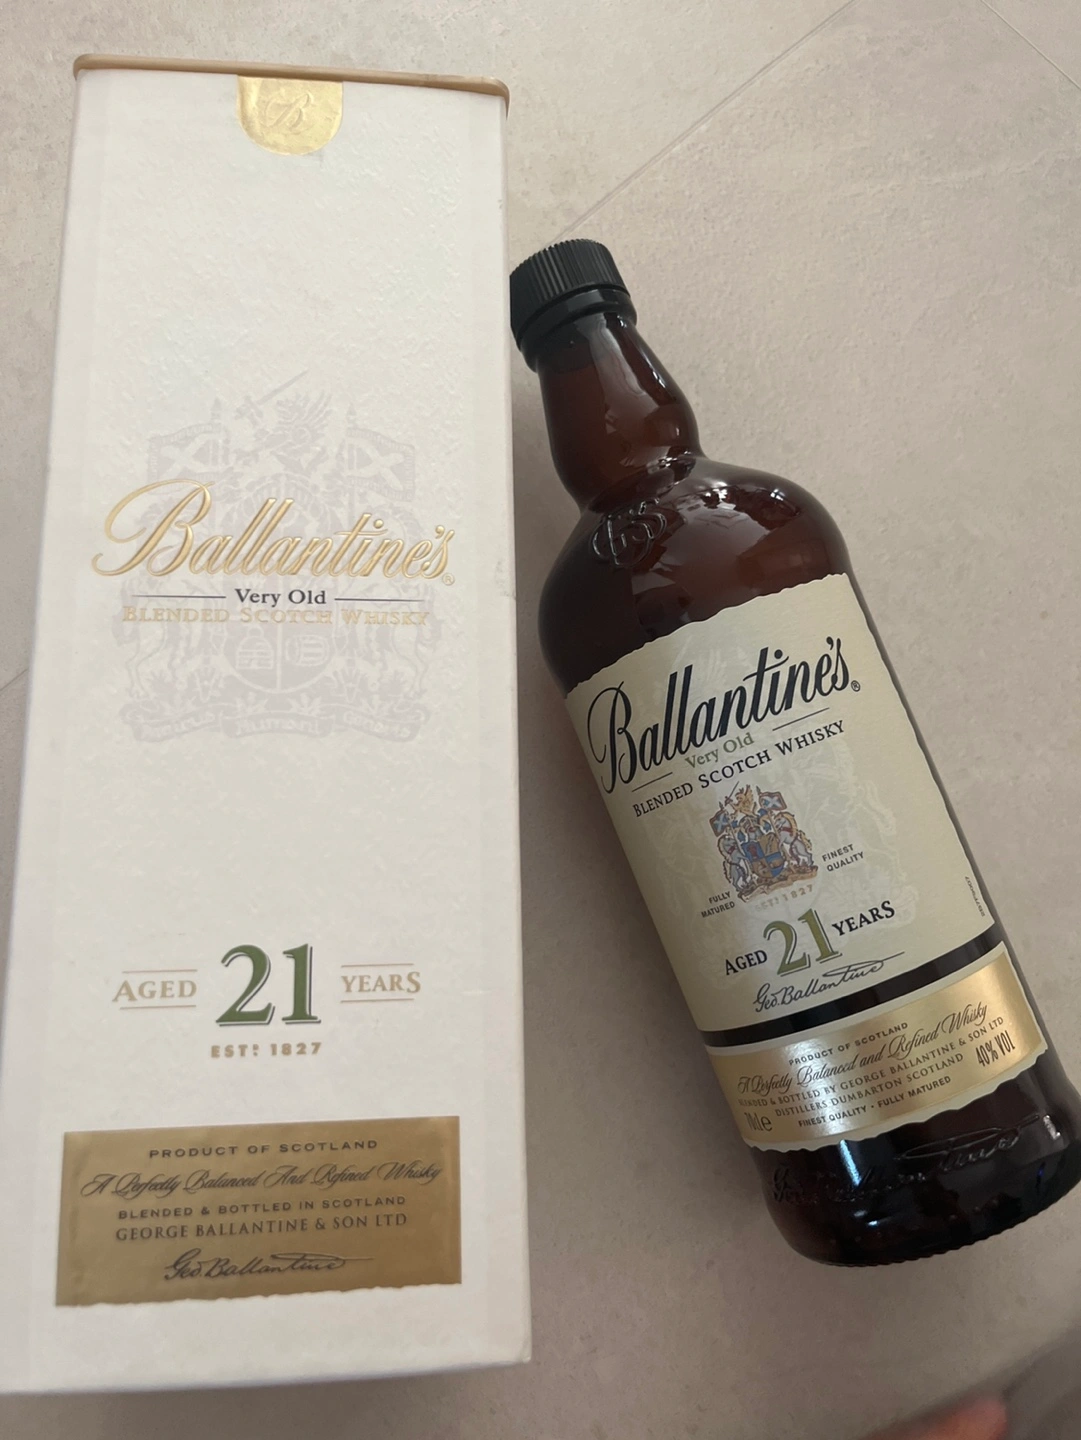 B
Ballantine's®
Very Old
BLENDED SCOTCH WHISKY
AGED 21 YEARS
ESTD 1827
PRODUCT OF SCOTLAND
A Perfectly Balanced And Refined Whisky
BLENDED & BOTTLED IN SCOTLAND
GEORGE BALLANTINE & SON LTD
Geo. Ballantine
Ballantine's®
Very Old
BLENDED SCOTCH WHISKY
FULLY MATURED
FINEST QUALITY
ESTD 1827
AGED 21 YEARS
Geo. Ballantine
PRODUCT OF SCOTLAND
A Perfectly Balanced and Refined Whisky
BLENDED & BOTTLED BY GEORGE BALLANTINE & SON LTD
DISTILLERS DUMBARTON SCOTLAND
70cl e
FINEST QUALITY • FULLY MATURED
40% VOL